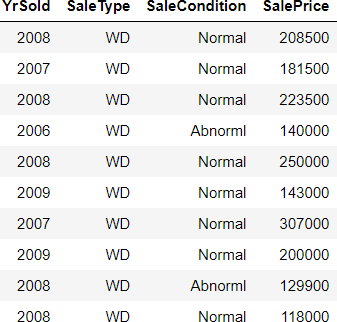 YrSold SaleType SaleCondition SalePrice
2008 WD Normal 208500
2007 WD Normal 181500
2008 WD Normal 223500
2006 WD Abnorml 140000
2008 WD Normal 250000
2009 WD Normal 143000
2007 WD Normal 307000
2009 WD Normal 200000
2008 WD Abnorml 129900
2008 WD Normal 118000